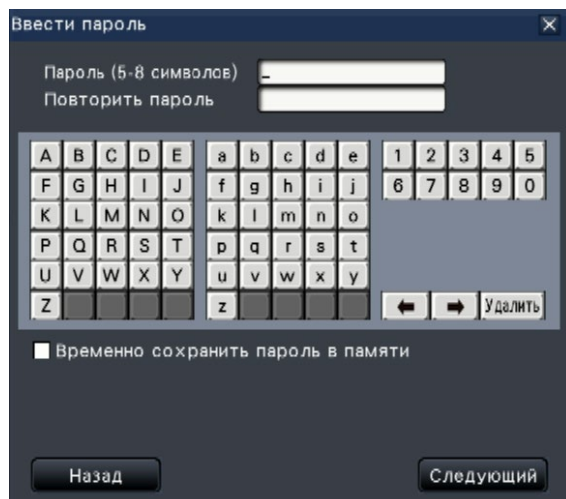 Ввести пароль
Пароль (5-8 символов) _
Повторить пароль
A B C D E a b c d e 1 2 3 4 5
F G H I J f g h i j 6 7 8 9 0
K L M N O k l m n o
P Q R S T p q r s t
U V W X Y u v w x y
Z z Удалить
Временно сохранить пароль в памяти
Назад Следующий